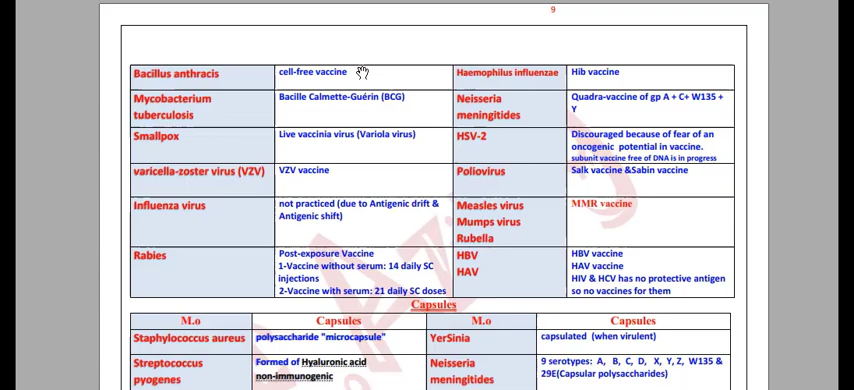 9
Bacillus anthracis
cell-free vaccine
Haemophilus influenzae
Hib vaccine
Mycobacterium
tuberculosis
Bacille Calmette-Guérin (BCG)
Neisseria
meningitides
Quadra-vaccine of gp A + C+ W135 +
Y
Smallpox
Live vaccinia virus (Variola virus)
HSV-2
Discouraged because of fear of an
oncogenic potential in vaccine.
subunit vaccine free of DNA is in progress
varicella-zoster virus (VZV)
VZV vaccine
Poliovirus
Salk vaccine &Sabin vaccine
Influenza virus
not practiced (due to Antigenic drift &
Antigenic shift)
Measles virus
Mumps virus
Rubella
MMR vaccine
Rabies
Post-exposure Vaccine
1-Vaccine without serum: 14 daily SC
injections
2-Vaccine with serum: 21 daily SC doses
HBV
HAV
HBV vaccine
HAV vaccine
HIV & HCV has no protective antigen
so no vaccines for them
Capsules
M.o
Capsules
M.o
Capsules
Staphylococcus aureus
polysaccharide "microcapsule"
YerSinia
capsulated (when virulent)
Streptococcus
pyogenes
Formed of Hyaluronic acid
non-immunogenic
Neisseria
meningitides
9 serotypes: A, B, C, D, X, Y, Z, W135 &
29E(Capsular polysaccharides)